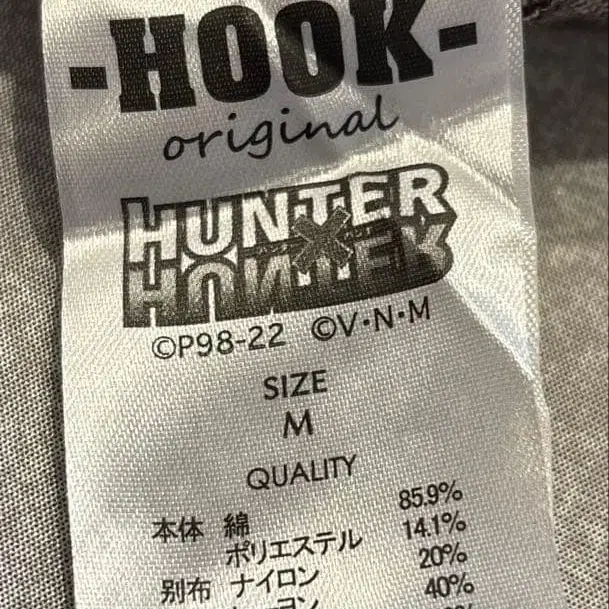 -HOOK-
original
HUNTER×HUNTER
©P98-22 ©V·N·M
SIZE
M
QUALITY
本体 綿 85.9%
ポリエステル 14.1%
別布 ナイロン 20%
40%